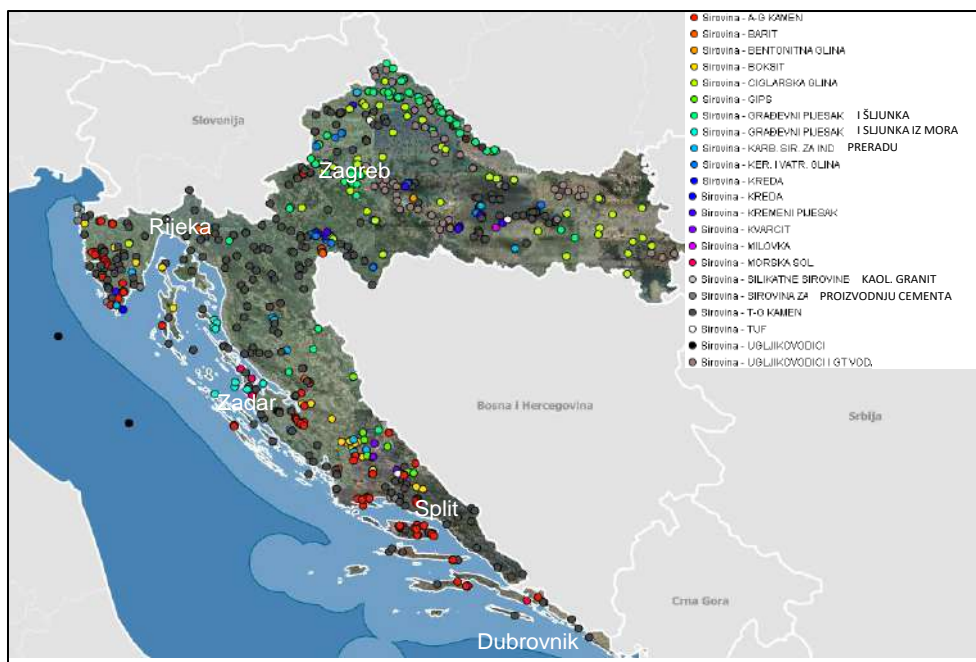 Sirovina - A-G KAMEN
Sirovina - BARIT
Sirovina - BENTONITNA GLINA
Sirovina - BOKSIT
Sirovina - CIGLARSKA GLINA
Sirovina - GIPS
Sirovina - GRAĐEVNI PIJESAK I ŠLJUNKA
Sirovina - GRAĐEVNI PIJESAK I SLJUNKA IZ MORA
Sirovina - KARB. SIR. ZA IND PRERADU
Sirovina - KER. I VATR. GLINA
Sirovina - KREDA
Sirovina - KREDA
Sirovina - KREMENI PIJESAK
Sirovina - KVARCIT
Sirovina - MILOVKA
Sirovina - MORSKA SOL
Sirovina - SILIKATNE SIROVINE KAOL. GRANIT
Sirovina - SIROVINA ZA PROIZVODNJU CEMENTA
Sirovina - T-G KAMEN
Sirovina - TUF
Sirovina - UGLJIKOVODICI
Sirovina - UGLJIKOVODICI I GT.VOD.
Slovenija
Zagreb
Rijeka
Zadar
Bosna i Hercegovina
Srbija
Split
Crna Gora
Dubrovnik